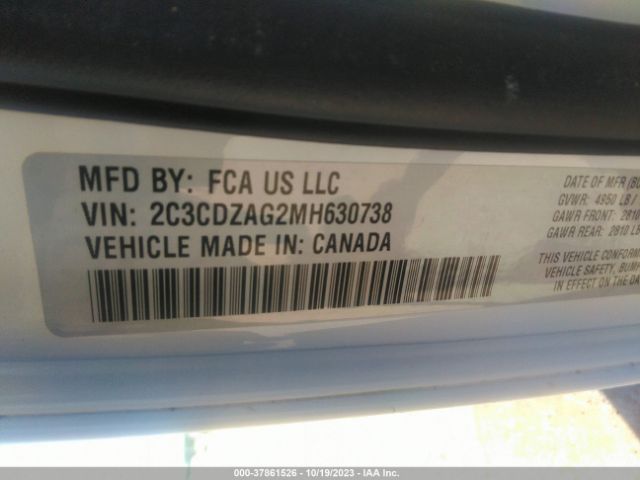 MFD BY: FCA US LLC
VIN: 2C3CDZAG2MH630738
VEHICLE MADE IN: CANADA
DATE OF MFR
GVWR: 4950 LB /
GAWR FRONT:
GAWR REAR: LB
THIS VEHICLE
VEHICLE SAFETY,
IN EFFECT ON THE
000-37861526 - 10/19/2023 - IAA Inc.